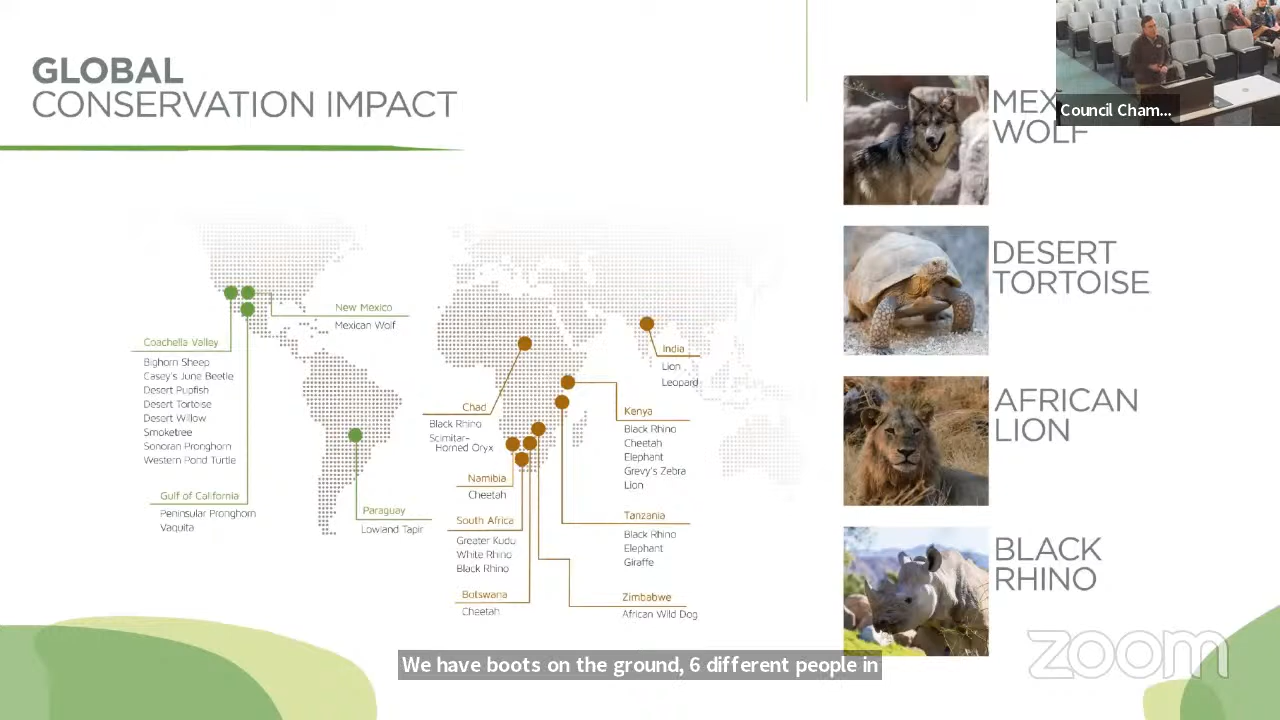 GLOBAL
CONSERVATION IMPACT
New Mexico
Mexican Wolf
Coachella Valley
Bighorn Sheep
Casey's June Beetle
Desert Pupfish
Desert Tortoise
Desert Willow
Smoketree
Sonoran Pronghorn
Western Pond Turtle
Gulf of California
Peninsular Pronghorn
Vaquita
Paraguay
Lowland Tapir
Chad
Black Rhino
Scimitar-
Horned Oryx
Namibia
Cheetah
South Africa
Greater Kudu
White Rhino
Black Rhino
Botswana
Cheetah
India
Lion
Leopard
Kenya
Black Rhino
Cheetah
Elephant
Grevy's Zebra
Lion
Tanzania
Black Rhino
Elephant
Giraffe
Zimbabwe
African Wild Dog
MEX
WOLF
DESERT
TORTOISE
AFRICAN
LION
BLACK
RHINO
Council Cham...
We have boots on the ground, 6 different people in
zoom